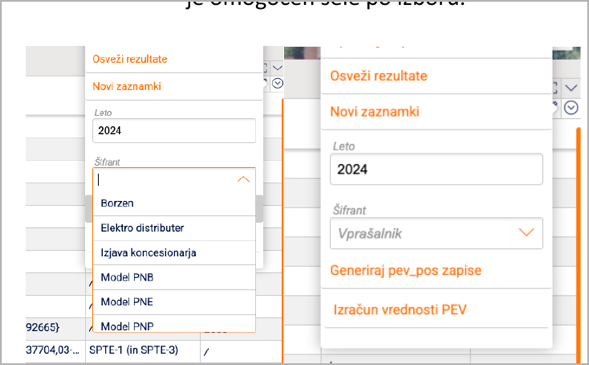 je omogočen šele po izboru.
Osveži rezultate
Novi zaznamki
Leto
2024
Šifrant
Borzen
Elektro distributer
Izjava koncesionarja
Model PNB
Model PNE
Model PNP
92665}
37704,03-...
SPTE-1 (in SPTE-3)
/
Osveži rezultate
Novi zaznamki
Leto
2024
Šifrant
Vprašalnik
Generiraj pev_pos zapise
Izračun vrednosti PEV